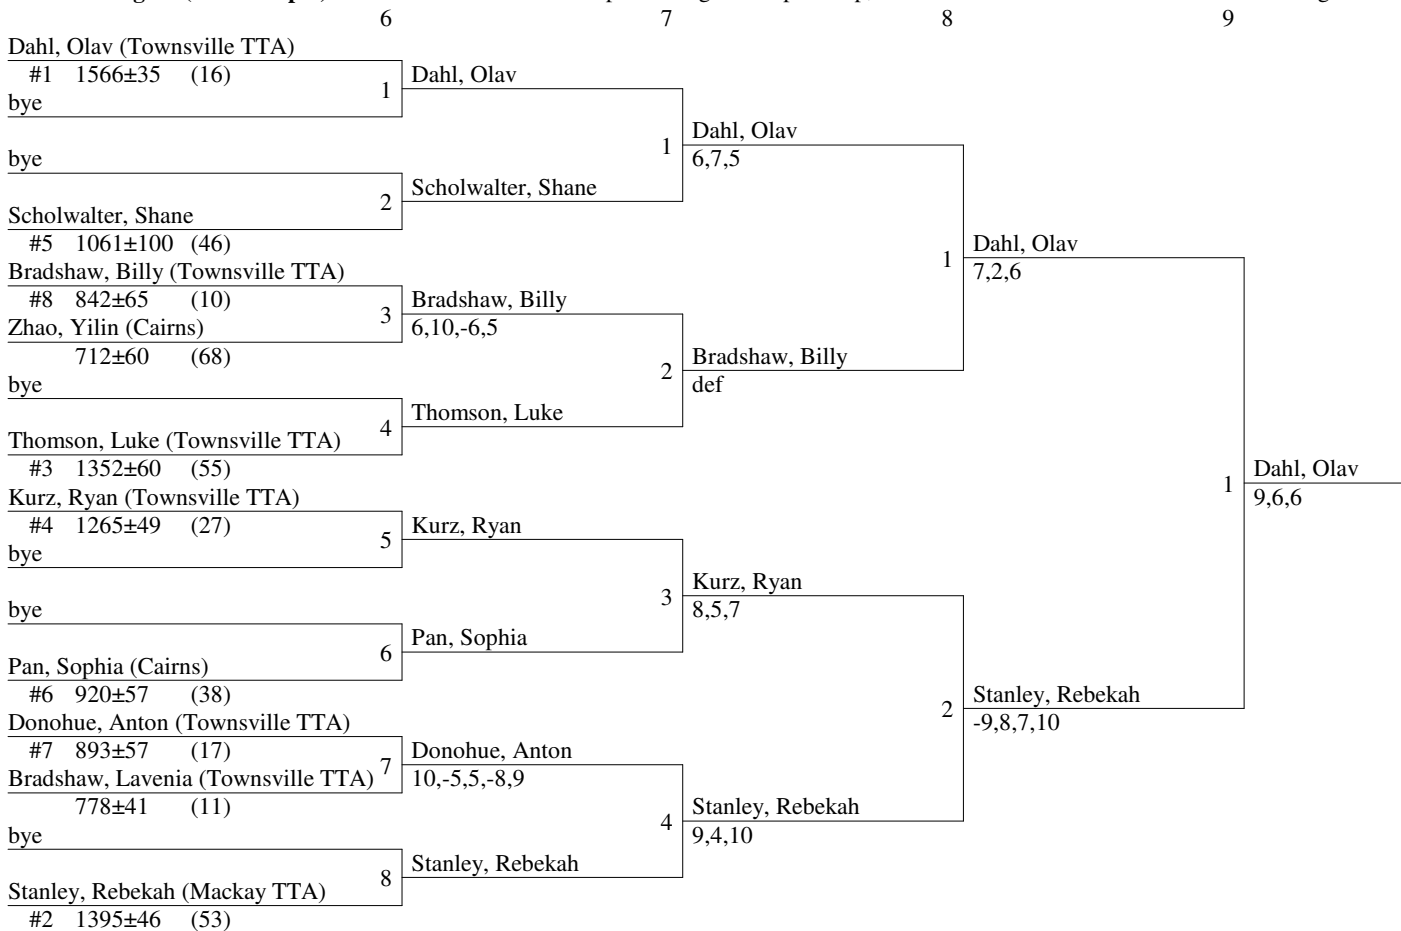 6 7 8 9
Dahl, Olav (Townsville TTA)
#1 1566±35 (16)
bye
1
Dahl, Olav
bye
2
Scholwalter, Shane
Scholwalter, Shane
#5 1061±100 (46)
1
Dahl, Olav
6,7,5
Bradshaw, Billy (Townsville TTA)
#8 842±65 (10)
Zhao, Yilin (Cairns)
712±60 (68)
3
Bradshaw, Billy
6,10,-6,5
bye
4
Thomson, Luke
Thomson, Luke (Townsville TTA)
#3 1352±60 (55)
2
Bradshaw, Billy
def
1
Dahl, Olav
7,2,6
Kurz, Ryan (Townsville TTA)
#4 1265±49 (27)
bye
5
Kurz, Ryan
bye
6
Pan, Sophia
Pan, Sophia (Cairns)
#6 920±57 (38)
3
Kurz, Ryan
8,5,7
Donohue, Anton (Townsville TTA)
#7 893±57 (17)
Bradshaw, Lavenia (Townsville TTA)
778±41 (11)
7
Donohue, Anton
10,-5,5,-8,9
bye
8
Stanley, Rebekah
Stanley, Rebekah (Mackay TTA)
#2 1395±46 (53)
4
Stanley, Rebekah
9,4,10
2
Stanley, Rebekah
-9,8,7,10
1
Dahl, Olav
9,6,6